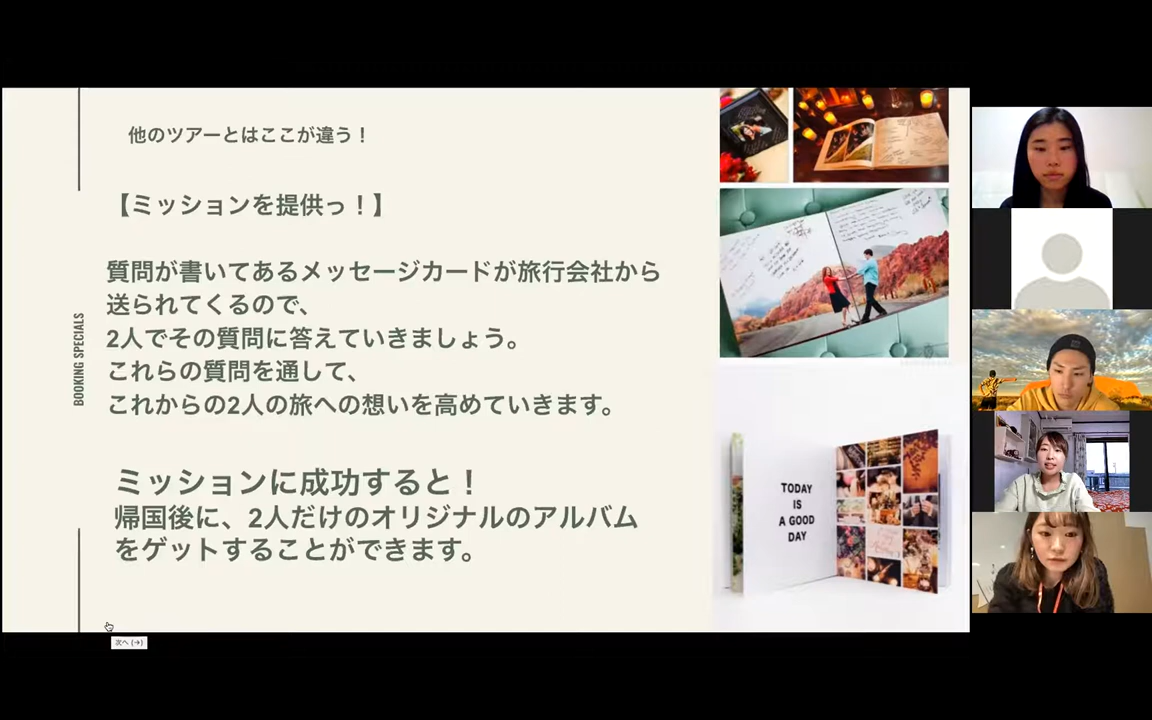 他のツアーとはここが違う！
【ミッションを提供っ！】
質問が書いてあるメッセージカードが旅行会社から
送られてくるので、
2人でその質問に答えていきましょう。
これらの質問を通して、
これからの2人の旅への想いを高めていきます。
ミッションに成功すると！
帰国後に、2人だけのオリジナルのアルバム
をゲットすることができます。
BOOKING SPECIALS
TODAY
IS
A GOOD
DAY
次へ (→)